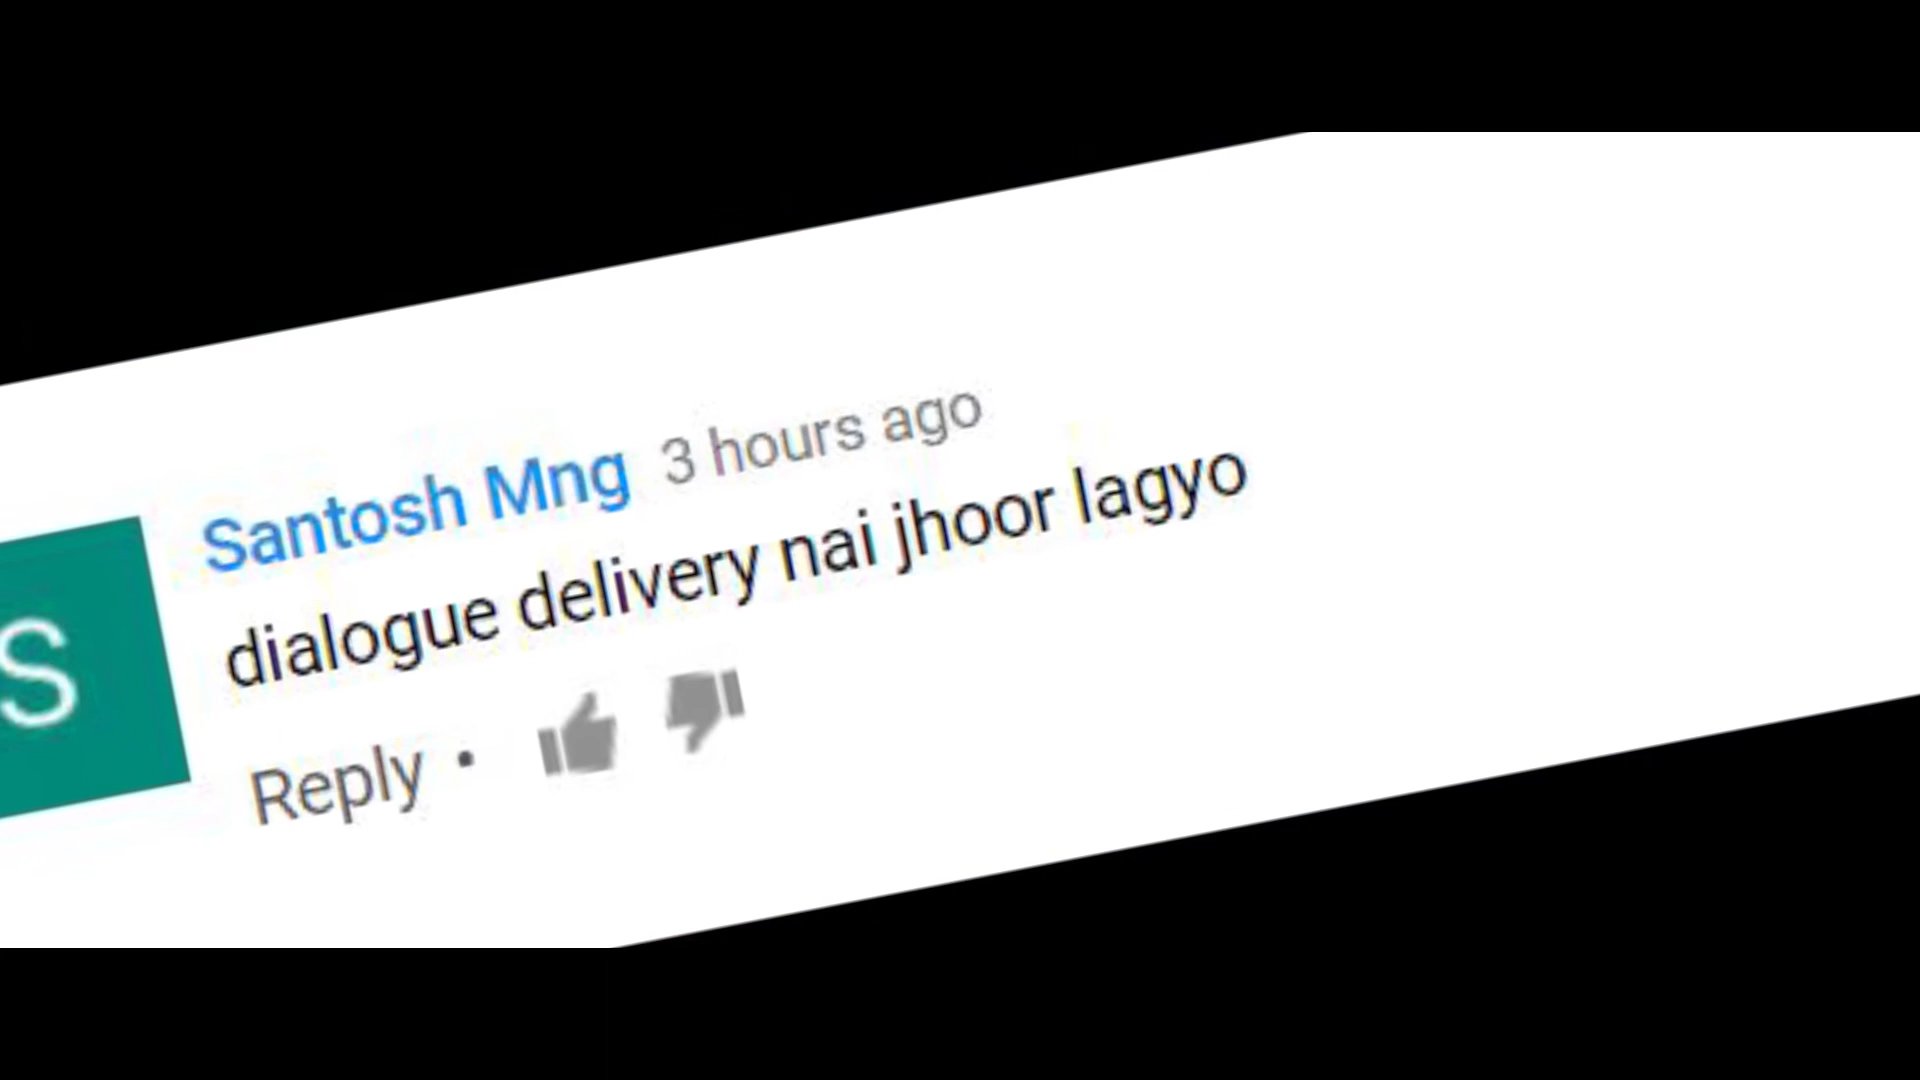 S
Santosh Mng 3 hours ago
dialogue delivery nai jhoor lagyo
Reply •